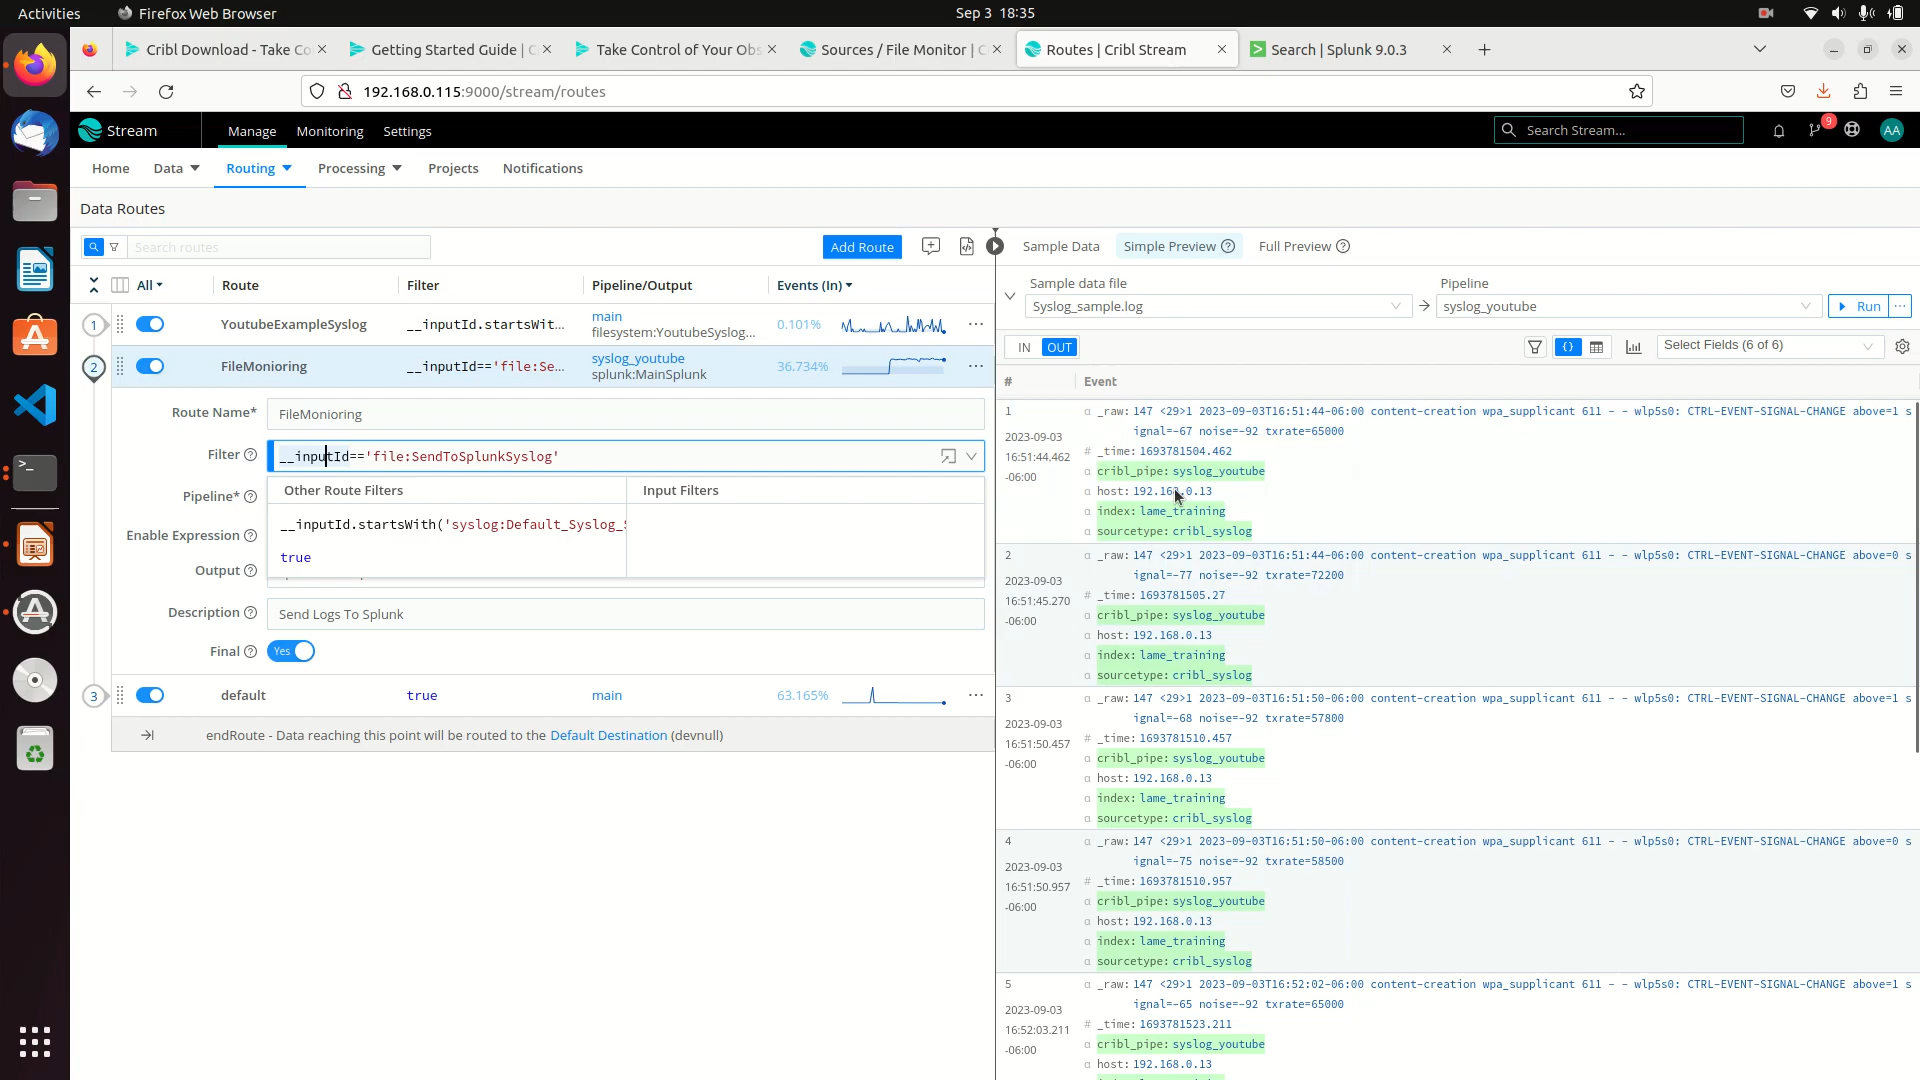 Activities
Firefox Web Browser
Sep 3 18:35
Cribl Download - Take Co
Getting Started Guide | C
Take Control of Your Obs
Sources / File Monitor | C
Routes | Cribl Stream
Search | Splunk 9.0.3
192.168.0.115:9000/stream/routes
Stream
Manage
Monitoring
Settings
Search Stream...
9
AA
Home
Data
Routing
Processing
Projects
Notifications
Data Routes
Search routes
Add Route
Sample Data
Simple Preview
Full Preview
Sample data file
Pipeline
Syslog_sample.log
syslog_youtube
Run
IN
OUT
Select Fields (6 of 6)
All
Route
Filter
Pipeline/Output
Events (In)
1
YoutubeExampleSyslog
__inputId.startsWit...
main
filesystem:YoutubeSyslog...
0.101%
2
FileMonioring
__inputId=='file:Se...
syslog_youtube
splunk:MainSplunk
36.734%
Route Name*
FileMonioring
Filter
__inputId=='file:SendToSplunkSyslog'
Pipeline*
Other Route Filters
Input Filters
__inputId.startsWith('syslog:Default_Syslog_S
true
Enable Expression
Output
Description
Send Logs To Splunk
Final
Yes
3
default
true
main
63.165%
endRoute - Data reaching this point will be routed to the Default Destination (devnull)
#
Event
1
2023-09-03
16:51:44.462
-06:00
α _raw: 147 <29>1 2023-09-03T16:51:44-06:00 content-creation wpa_supplicant 611 - - wlp5s0: CTRL-EVENT-SIGNAL-CHANGE above=1 s
ignal=-67 noise=-92 txrate=65000
# _time: 1693781504.462
α cribl_pipe: syslog_youtube
α host: 192.168.0.13
α index: lame_training
α sourcetype: cribl_syslog
2
2023-09-03
16:51:45.270
-06:00
α _raw: 147 <29>1 2023-09-03T16:51:44-06:00 content-creation wpa_supplicant 611 - - wlp5s0: CTRL-EVENT-SIGNAL-CHANGE above=0 s
ignal=-77 noise=-92 txrate=72200
# _time: 1693781505.27
α cribl_pipe: syslog_youtube
α host: 192.168.0.13
α index: lame_training
α sourcetype: cribl_syslog
3
2023-09-03
16:51:50.457
-06:00
α _raw: 147 <29>1 2023-09-03T16:51:50-06:00 content-creation wpa_supplicant 611 - - wlp5s0: CTRL-EVENT-SIGNAL-CHANGE above=1 s
ignal=-68 noise=-92 txrate=57800
# _time: 1693781510.457
α cribl_pipe: syslog_youtube
α host: 192.168.0.13
α index: lame_training
α sourcetype: cribl_syslog
4
2023-09-03
16:51:50.957
-06:00
α _raw: 147 <29>1 2023-09-03T16:51:50-06:00 content-creation wpa_supplicant 611 - - wlp5s0: CTRL-EVENT-SIGNAL-CHANGE above=0 s
ignal=-75 noise=-92 txrate=58500
# _time: 1693781510.957
α cribl_pipe: syslog_youtube
α host: 192.168.0.13
α index: lame_training
α sourcetype: cribl_syslog
5
2023-09-03
16:52:03.211
-06:00
α _raw: 147 <29>1 2023-09-03T16:52:02-06:00 content-creation wpa_supplicant 611 - - wlp5s0: CTRL-EVENT-SIGNAL-CHANGE above=1 s
ignal=-65 noise=-92 txrate=65000
# _time: 1693781523.211
α cribl_pipe: syslog_youtube
α host: 192.168.0.13